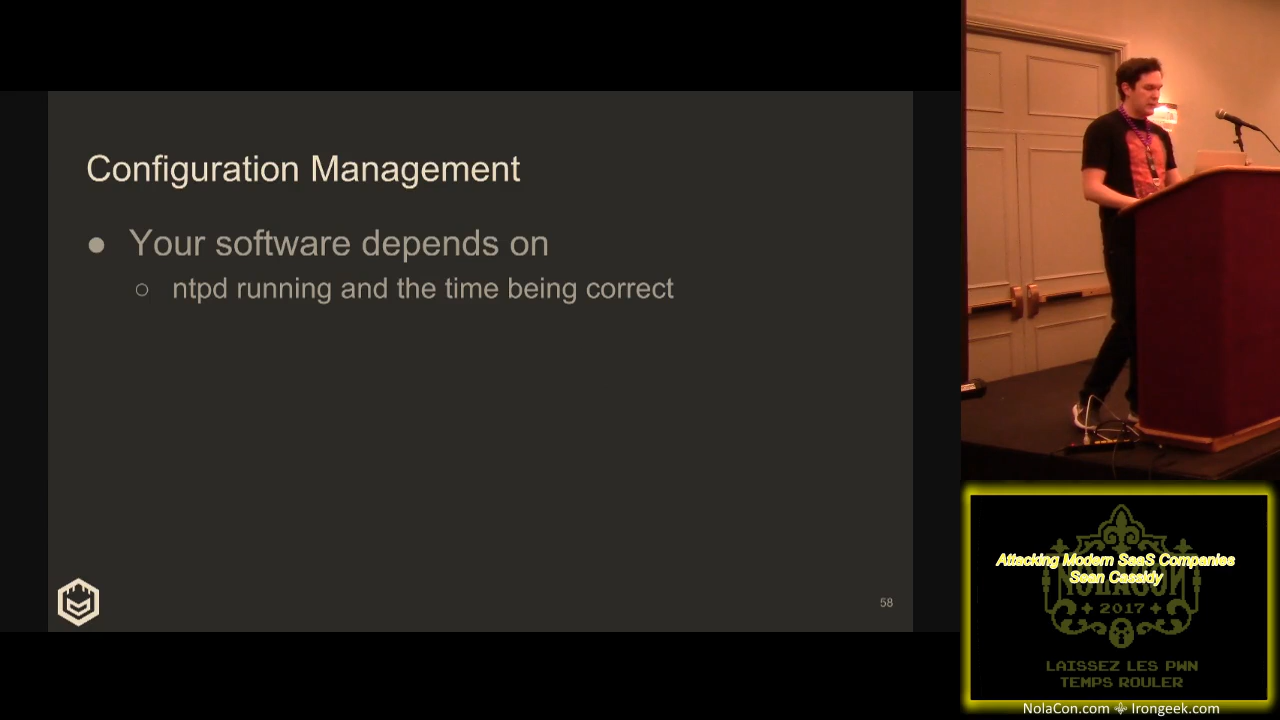 Configuration Management
● Your software depends on
○ ntpd running and the time being correct
58
Attacking Modern SaaS Companies
Sean Cassidy
NOLACON
2017
LAISSEZ LES PWN
TEMPS ROULER
NolaCon.com ⚜ Irongeek.com